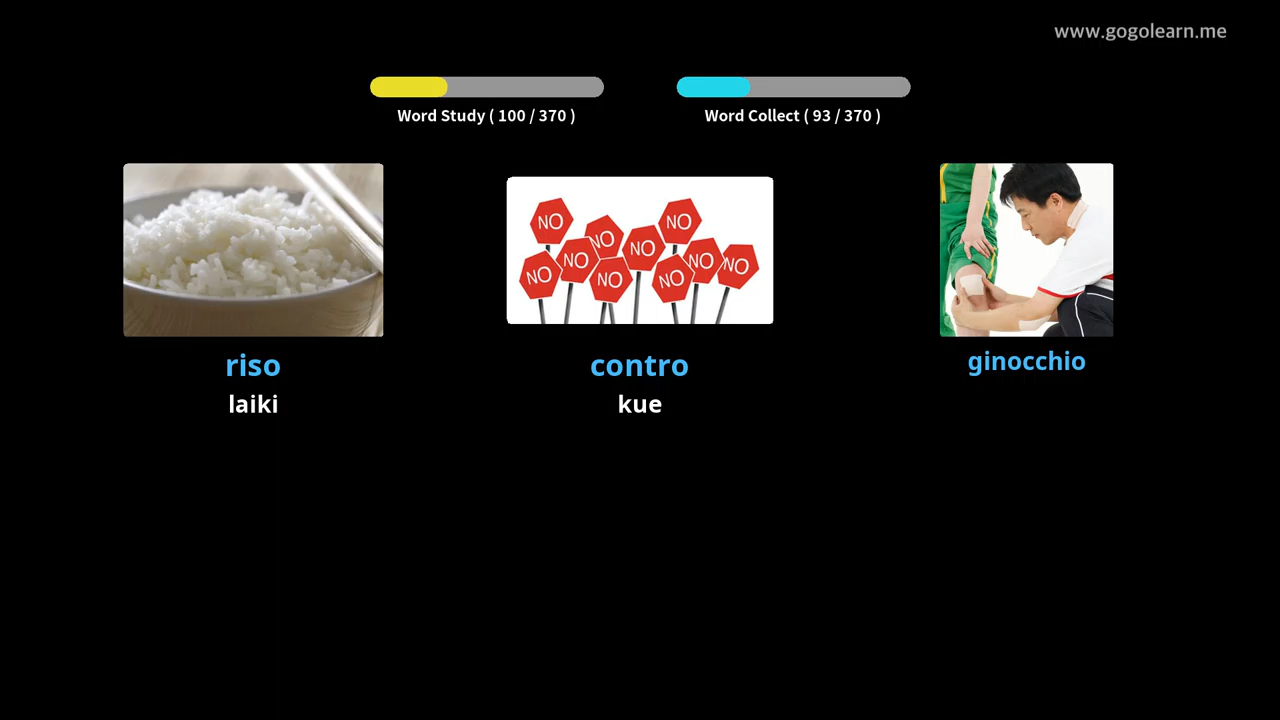 www.gogolearn.me
Word Study ( 100 / 370 )
Word Collect ( 93 / 370 )
NO
NO
NO
NO
NO
NO
NO
NO
NO
NO
riso
contro
ginocchio
laiki
kue